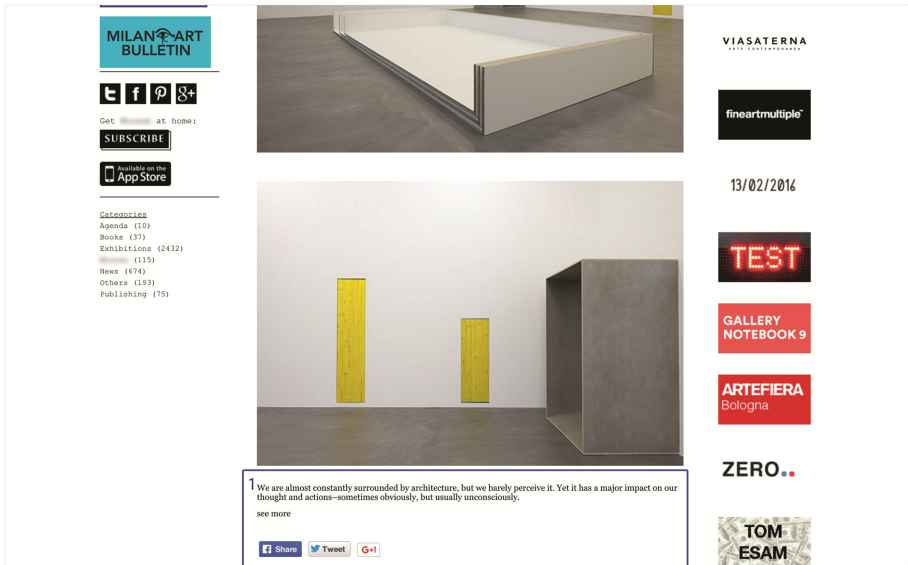 MILAN ART
BULLETIN
Get at home:
SUBSCRIBE
Available on the
App Store
Categories
Agenda (10)
Books (37)
Exhibitions (2432)
(115)
News (674)
Others (193)
Publishing (75)
1
We are almost constantly surrounded by architecture, but we barely perceive it. Yet it has a major impact on our
thought and actions–sometimes obviously, but usually unconsciously.
see more
Share
Tweet
G+1
VIASATERNA
ARTE CONTEMPORANEA
fineartmultiple™
13/02/2016
TEST
GALLERY
NOTEBOOK 9
ARTEFIERA
Bologna
ZERO..
TOM
ESAM